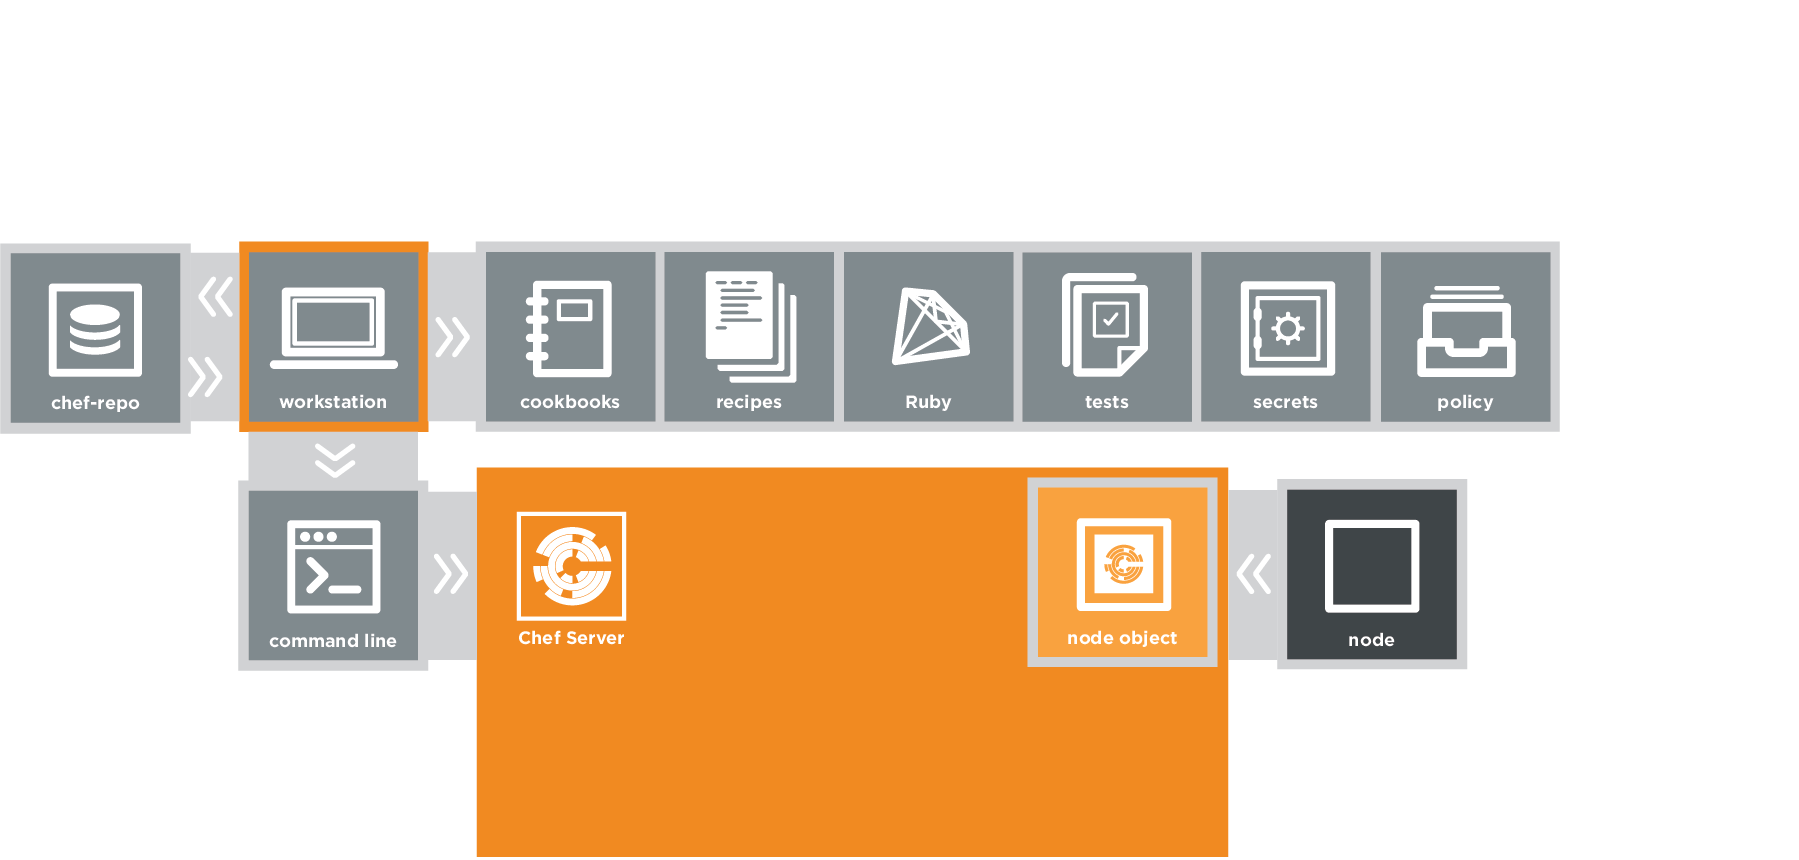 chef-repo
workstation
cookbooks
recipes
Ruby
tests
secrets
policy
command line
Chef Server
node object
node